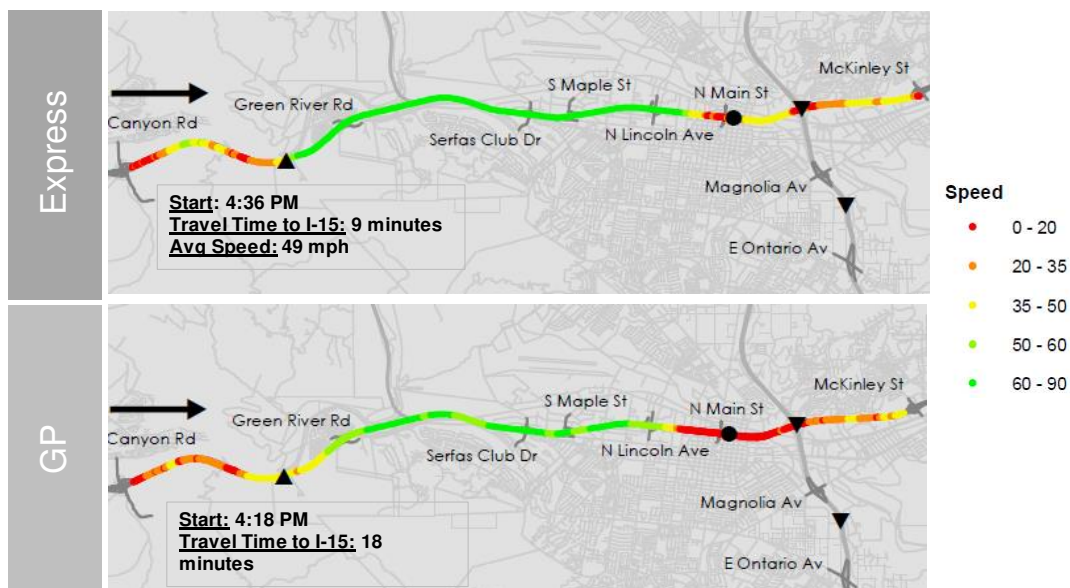 Express
McKinley St
S Maple St
N Main St
Green River Rd
Canyon Rd
Serfas Club Dr
N Lincoln Ave
Magnolia Av
E Ontario Av
Start: 4:36 PM
Travel Time to I-15: 9 minutes
Avg Speed: 49 mph
Speed
0 - 20
20 - 35
35 - 50
50 - 60
60 - 90
GP
McKinley St
S Maple St
N Main St
Green River Rd
Canyon Rd
Serfas Club Dr
N Lincoln Ave
Magnolia Av
E Ontario Av
Start: 4:18 PM
Travel Time to I-15: 18
minutes